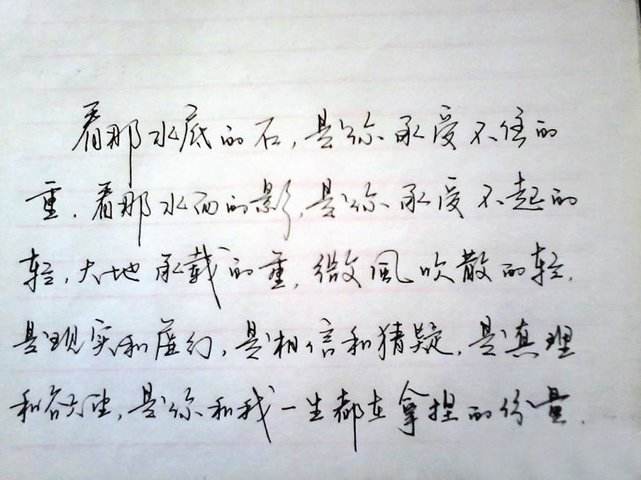 看那水底的石，是你承受不住的
重．看那水面的影，是你承受不起的
轻，大地承载的重，微風吹散的轻．
是现实和虚幻，是相信和猜疑，是真理
和欲望，是你和我一生都在拿捏的份量．